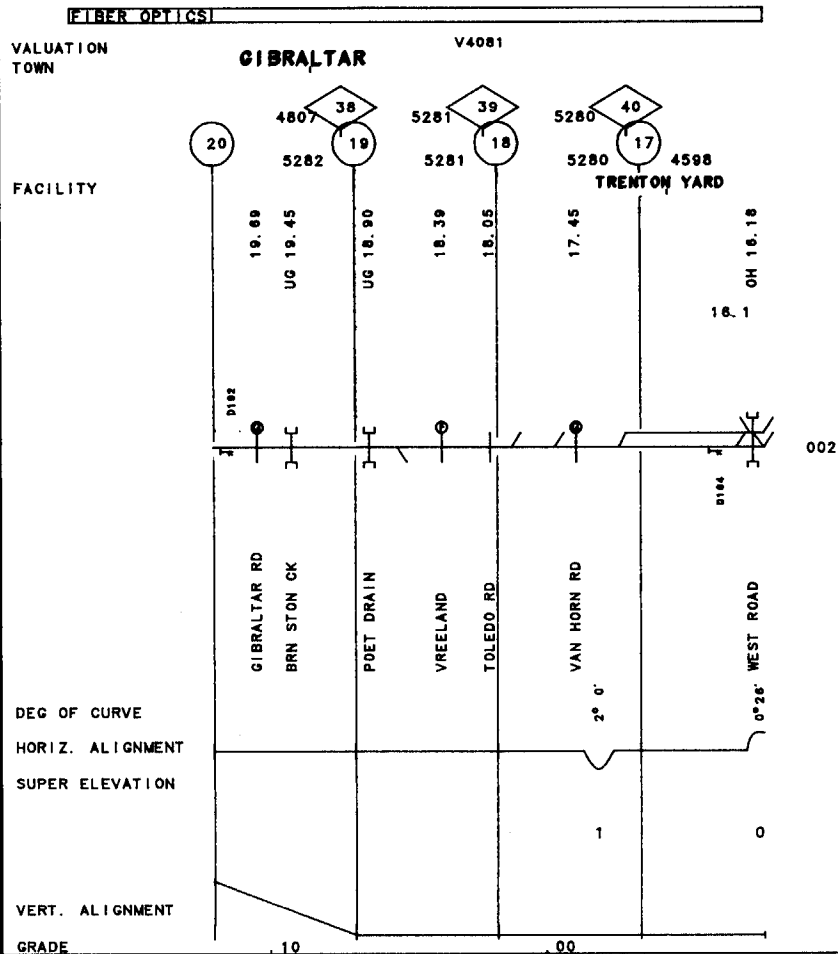 FIBER OPTICS
VALUATION V4081
TOWN GIBRALTAR
38 39 40
4807 5281 5280
20 19 18 17
5282 5281 5280 4598
FACILITY TRENTON YARD
19.69
UG 19.45
UG 18.90
18.39
18.05
17.45
OH 16.18
16.1
D192
002
D164
GIBRALTAR RD
BRN STON CK
POET DRAIN
VREELAND
TOLEDO RD
VAN HORN RD
WEST ROAD
DEG OF CURVE 2° 0' 0°26'
HORIZ. ALIGNMENT
SUPER ELEVATION
1 0
VERT. ALIGNMENT
GRADE .10 .00